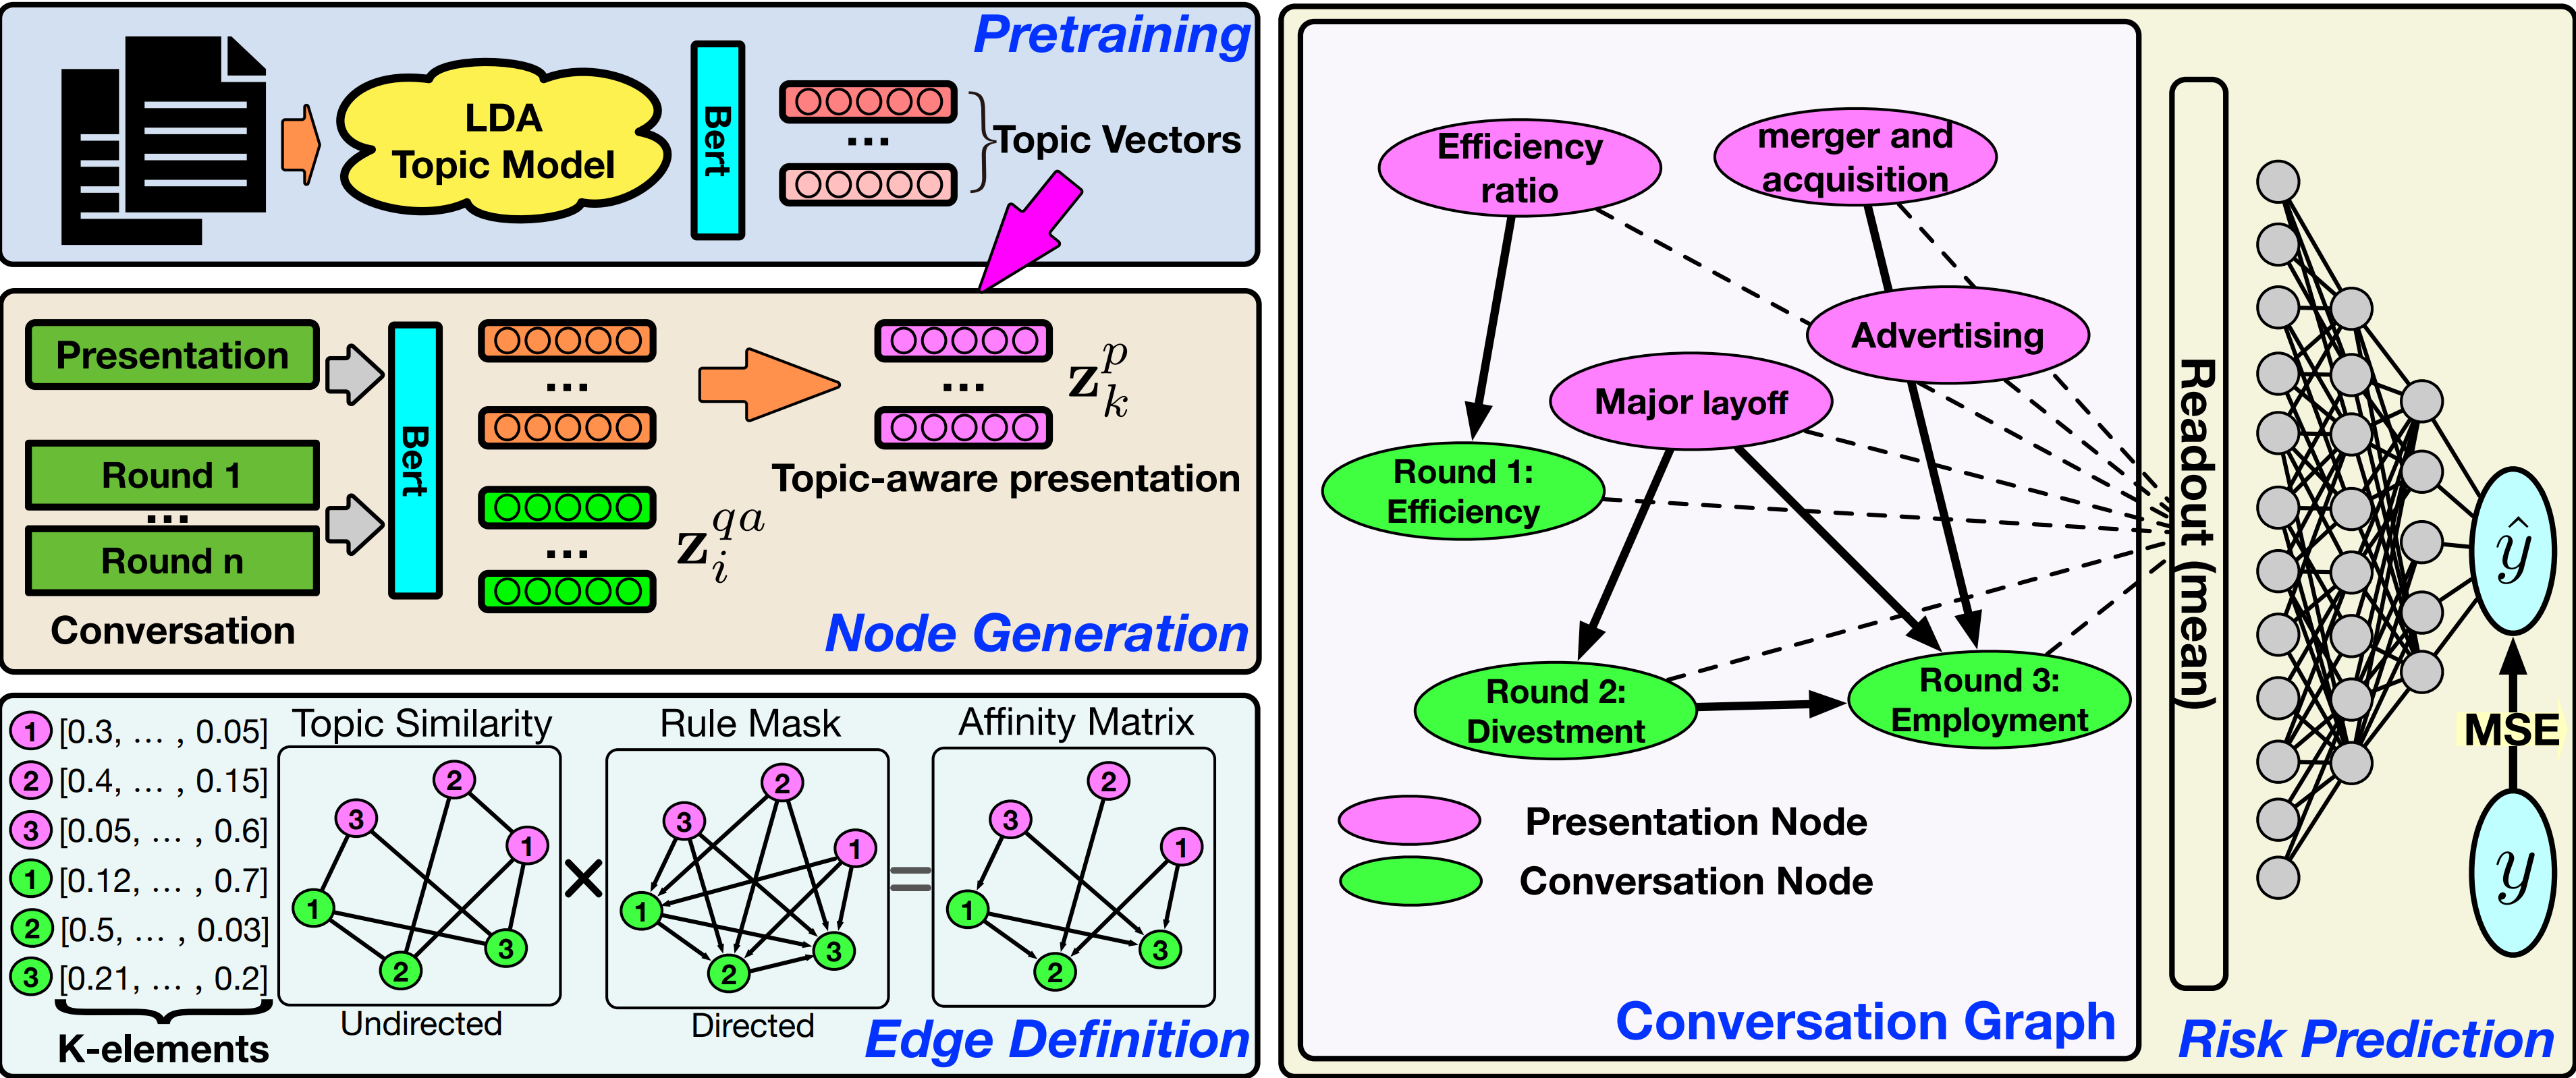 Pretraining
LDA
Topic Model
Bert
...
Topic Vectors
Presentation
Round 1
...
Round n
Conversation
Bert
...
...
z_i^{qa}
...
z_k^p
Topic-aware presentation
Node Generation
1 [0.3, ... , 0.05]
2 [0.4, ... , 0.15]
3 [0.05, ... , 0.6]
1 [0.12, ... , 0.7]
2 [0.5, ... , 0.03]
3 [0.21, ... , 0.2]
K-elements
Topic Similarity
2
3
1
1
3
2
Undirected
×
Rule Mask
2
3
1
1
3
2
Directed
=
Affinity Matrix
2
3
1
1
3
2
Edge Definition
Efficiency
ratio
merger and
acquisition
Advertising
Major layoff
Round 1:
Efficiency
Round 2:
Divestment
Round 3:
Employment
Presentation Node
Conversation Node
Conversation Graph
Readout (mean)
ŷ
MSE
y
Risk Prediction